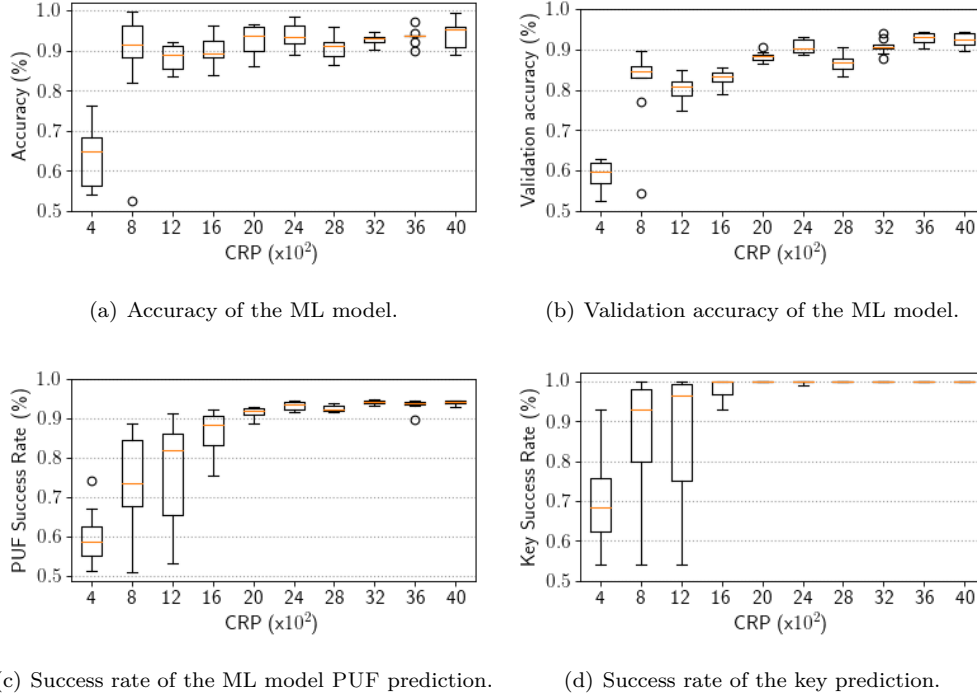 1.0
0.9
0.8
0.7
0.6
0.5
Accuracy (%)
4 8 12 16 20 24 28 32 36 40
CRP (x10²)
(a) Accuracy of the ML model.
1.0
0.9
0.8
0.7
0.6
0.5
Validation accuracy (%)
4 8 12 16 20 24 28 32 36 40
CRP (x10²)
(b) Validation accuracy of the ML model.
1.0
0.9
0.8
0.7
0.6
0.5
PUF Success Rate (%)
4 8 12 16 20 24 28 32 36 40
CRP (x10²)
c) Success rate of the ML model PUF prediction.
1.0
0.9
0.8
0.7
0.6
0.5
Key Success Rate (%)
4 8 12 16 20 24 28 32 36 40
CRP (x10²)
(d) Success rate of the key prediction.